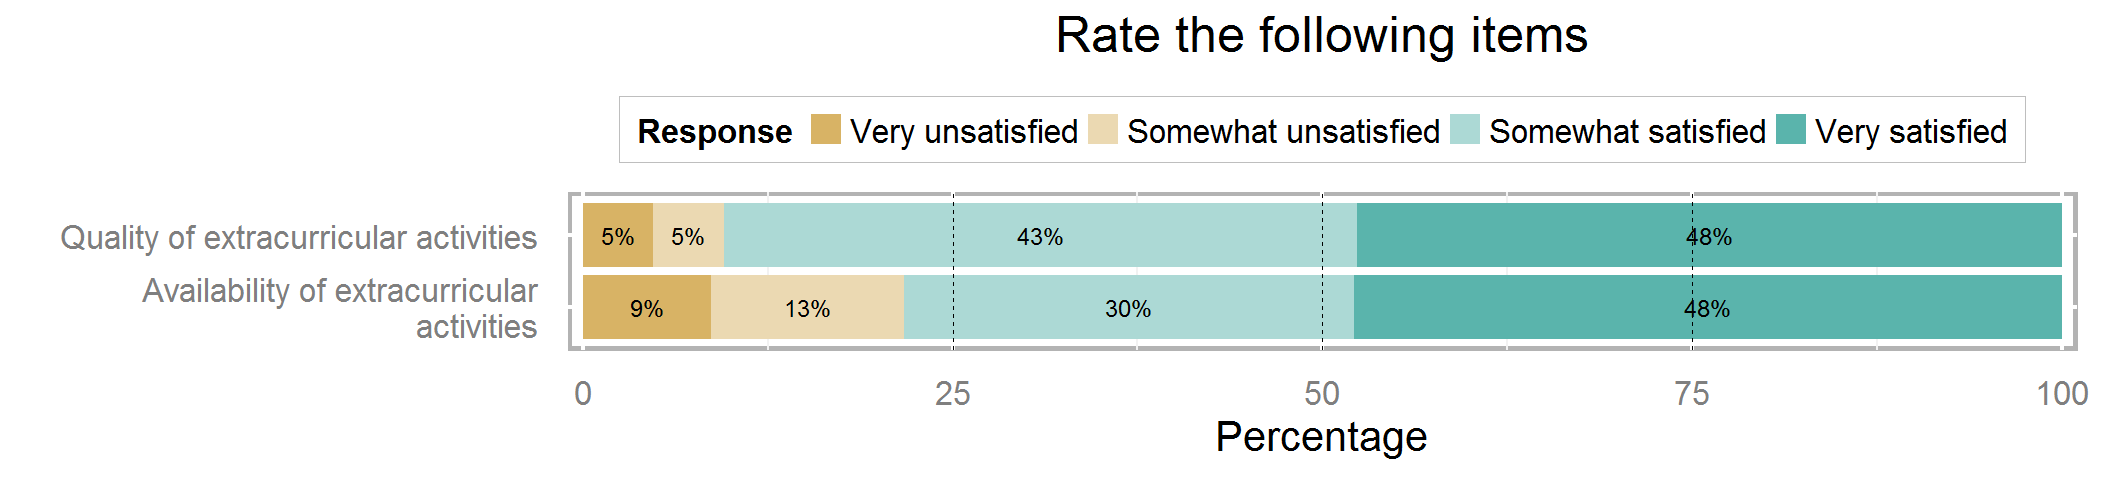 Rate the following items
Response Very unsatisfied Somewhat unsatisfied Somewhat satisfied Very satisfied
Quality of extracurricular activities 5% 5% 43% 48%
Availability of extracurricular
activities
9% 13% 30% 48%
0 25 50 75 100
Percentage